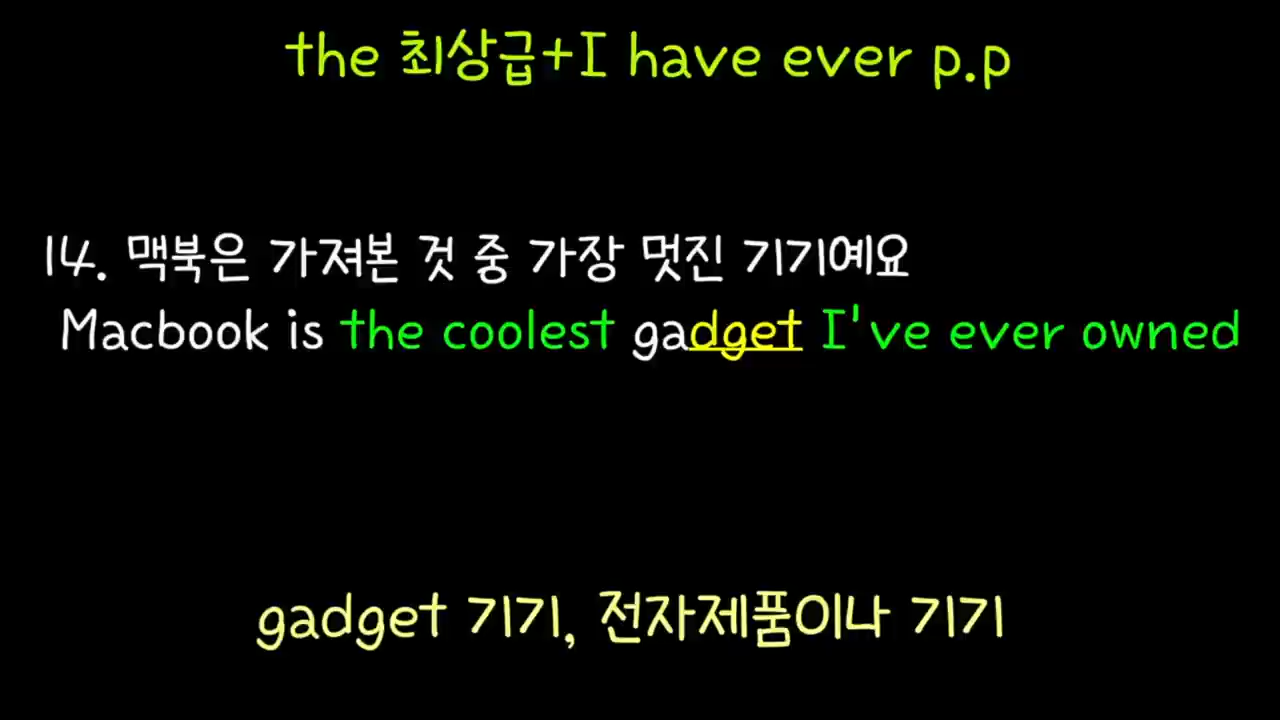 the 최상급+I have ever p.p
14. 맥북은 가져본 것 중 가장 멋진 기기예요
Macbook is the coolest gadget I've ever owned
gadget 기기, 전자제품이나 기기